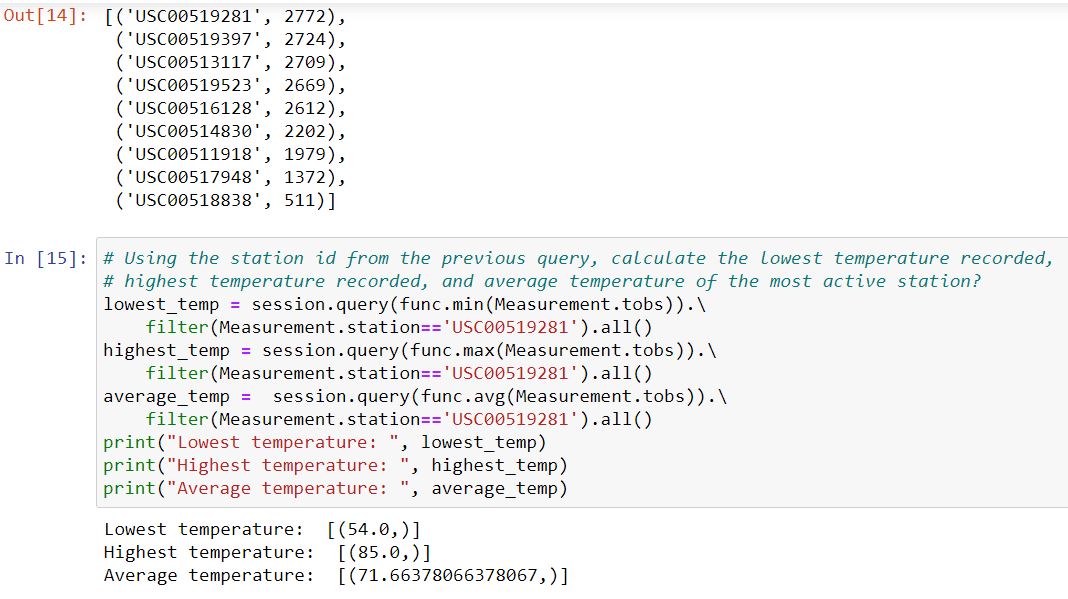 Out[14]: [('USC00519281', 2772),
('USC00519397', 2724),
('USC00513117', 2709),
('USC00519523', 2669),
('USC00516128', 2612),
('USC00514830', 2202),
('USC00511918', 1979),
('USC00517948', 1372),
('USC00518838', 511)]
In [15]: # Using the station id from the previous query, calculate the lowest temperature recorded,
# highest temperature recorded, and average temperature of the most active station?
lowest_temp = session.query(func.min(Measurement.tobs)).\
    filter(Measurement.station=='USC00519281').all()
highest_temp = session.query(func.max(Measurement.tobs)).\
    filter(Measurement.station=='USC00519281').all()
average_temp =  session.query(func.avg(Measurement.tobs)).\
    filter(Measurement.station=='USC00519281').all()
print("Lowest temperature: ", lowest_temp)
print("Highest temperature: ", highest_temp)
print("Average temperature: ", average_temp)
Lowest temperature:  [(54.0,)]
Highest temperature:  [(85.0,)]
Average temperature:  [(71.66378066378067,)]